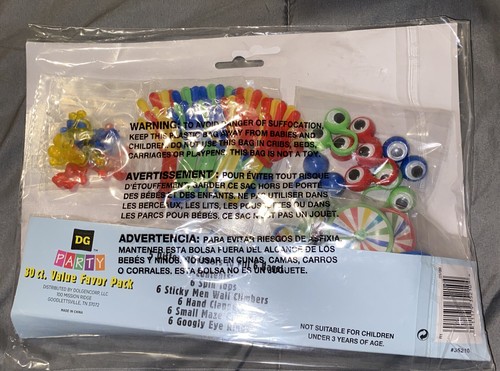 WARNING: TO AVOID DANGER OF SUFFOCATION,
KEEP THIS PLASTIC BAG AWAY FROM BABIES AND
CHILDREN. DO NOT USE THIS BAG IN CRIBS, BEDS,
CARRIAGES OR PLAYPENS. THIS BAG IS NOT A TOY.
AVERTISSEMENT: POUR ÉVITER TOUT RISQUE
D'ÉTOUFFEMENT, GARDER CE SAC HORS DE PORTÉE
DES BÉBÉS ET DES ENFANTS. NE PAS UTILISER DANS
LES BERCEAUX, LES LITS, LES POUSSETTES OU DANS
LES PARCS POUR BÉBÉS. CE SAC N'EST PAS UN JOUET.
ADVERTENCIA: PARA EVITAR RIESGOS DE ASFIXIA,
MANTENER ESTA BOLSA FUERA DEL ALCANCE DE LOS
BEBÉS Y NIÑOS. NO USAR EN CUNAS, CAMAS, CARROS
O CORRALES. ESTA BOLSA NO ES UN JUGUETE.
DG
PARTY
30 ct. Value Favor Pack
DISTRIBUTED BY DOLGENCORP, LLC
100 MISSION RIDGE
GOODLETTSVILLE, TN 37072
MADE IN CHINA
6 Spin Tops
6 Sticky Men Wall Climbers
6 Hand Clap
6 Small Maze
6 Googly Eye
NOT SUITABLE FOR CHILDREN
UNDER 3 YEARS OF AGE.